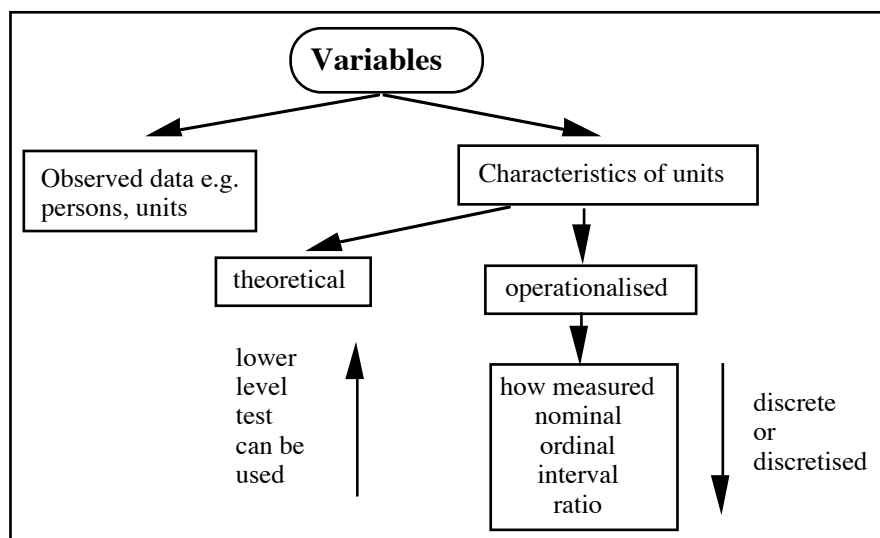 Variables
Observed data e.g.
persons, units
Characteristics of units
theoretical
operationalised
lower
level
test
can be
used
how measured
nominal
ordinal
interval
ratio
discrete
or
discretised